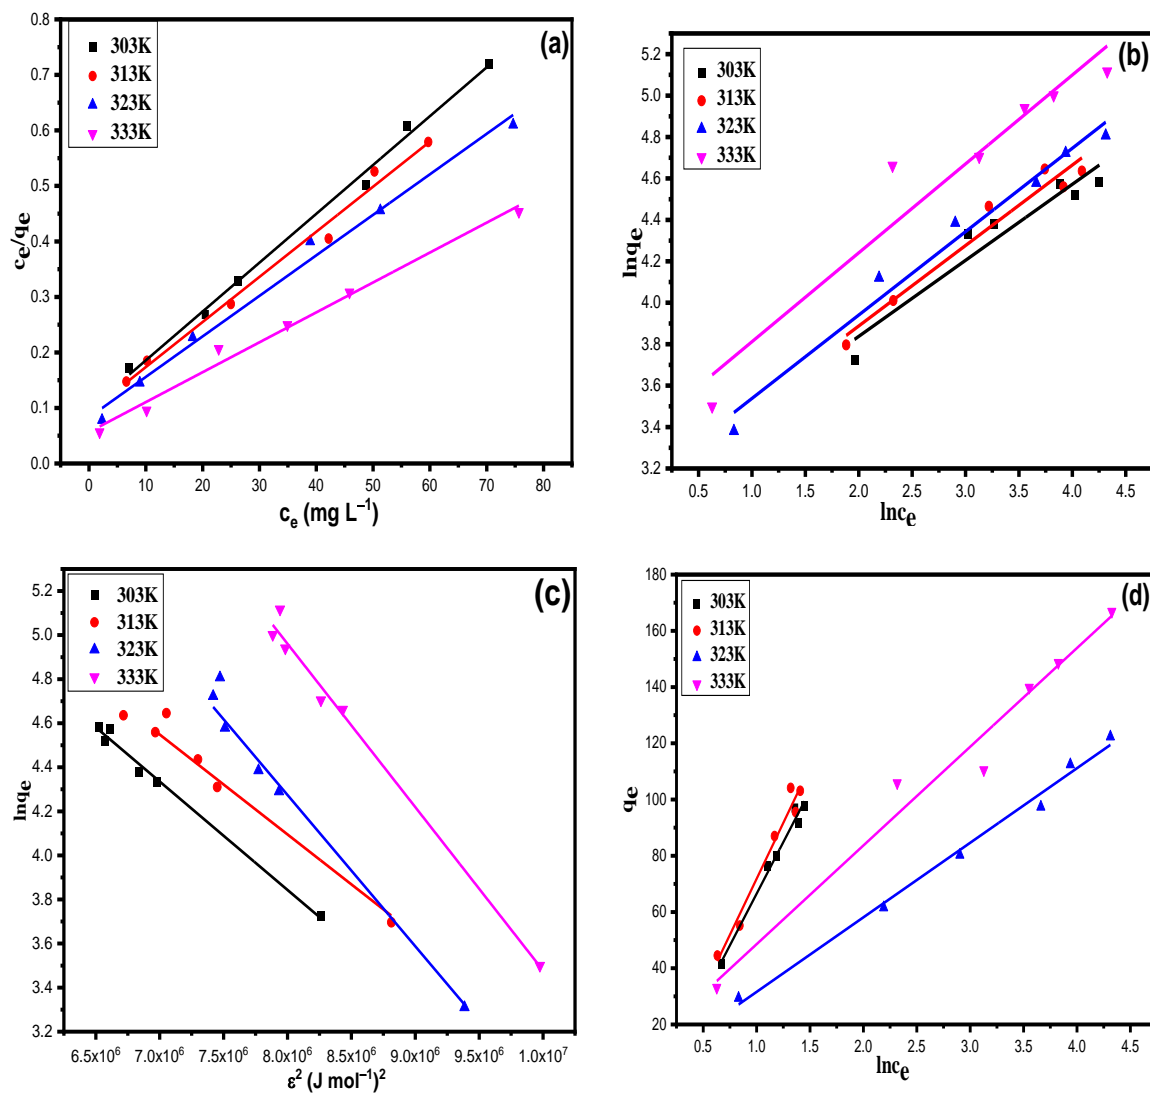 (a)
303K
313K
323K
333K
0.8
0.7
0.6
0.5
0.4
0.3
0.2
0.1
0.0
ce/qe
0 10 20 30 40 50 60 70 80
ce (mg L⁻¹)
(b)
303K
313K
323K
333K
5.2
5.0
4.8
4.6
4.4
4.2
4.0
3.8
3.6
3.4
3.2
lnqe
0.5 1.0 1.5 2.0 2.5 3.0 3.5 4.0 4.5
lnce
(c)
303K
313K
323K
333K
5.2
5.0
4.8
4.6
4.4
4.2
4.0
3.8
3.6
3.4
3.2
lnqe
6.5x10⁶ 7.0x10⁶ 7.5x10⁶ 8.0x10⁶ 8.5x10⁶ 9.0x10⁶ 9.5x10⁶ 1.0x10⁷
ε² (J mol⁻¹)²
(d)
303K
313K
323K
333K
180
160
140
120
100
80
60
40
20
qe
0.5 1.0 1.5 2.0 2.5 3.0 3.5 4.0 4.5
lnce